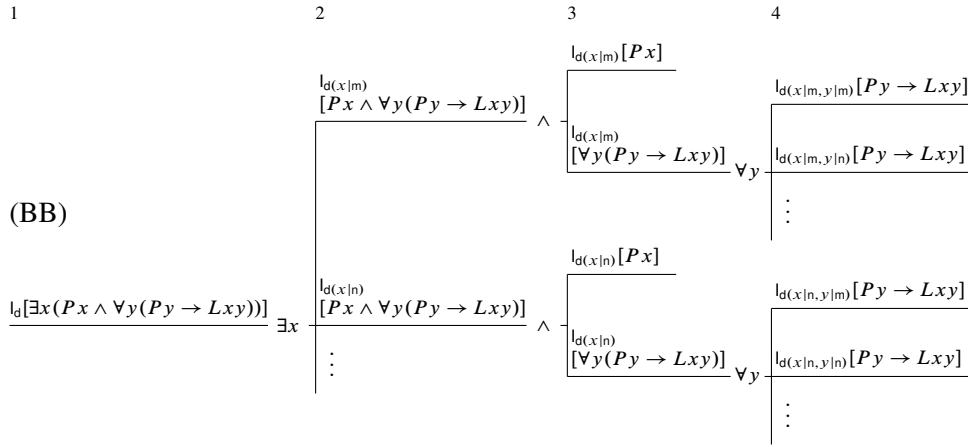 1 2 3 4
I_d(x|m)[Px]
I_d(x|m)
[Px ∧ ∀y(Py → Lxy)] ∧
I_d(x|m,y|m)[Py → Lxy]
I_d(x|m)
[∀y(Py → Lxy)] ∀y
I_d(x|m,y|n)[Py → Lxy]
⋮
(BB)
I_d(x|n)[Px]
I_d[∃x(Px ∧ ∀y(Py → Lxy))] ∃x
I_d(x|n)
[Px ∧ ∀y(Py → Lxy)] ∧
I_d(x|n,y|m)[Py → Lxy]
⋮
I_d(x|n)
[∀y(Py → Lxy)] ∀y
I_d(x|n,y|n)[Py → Lxy]
⋮